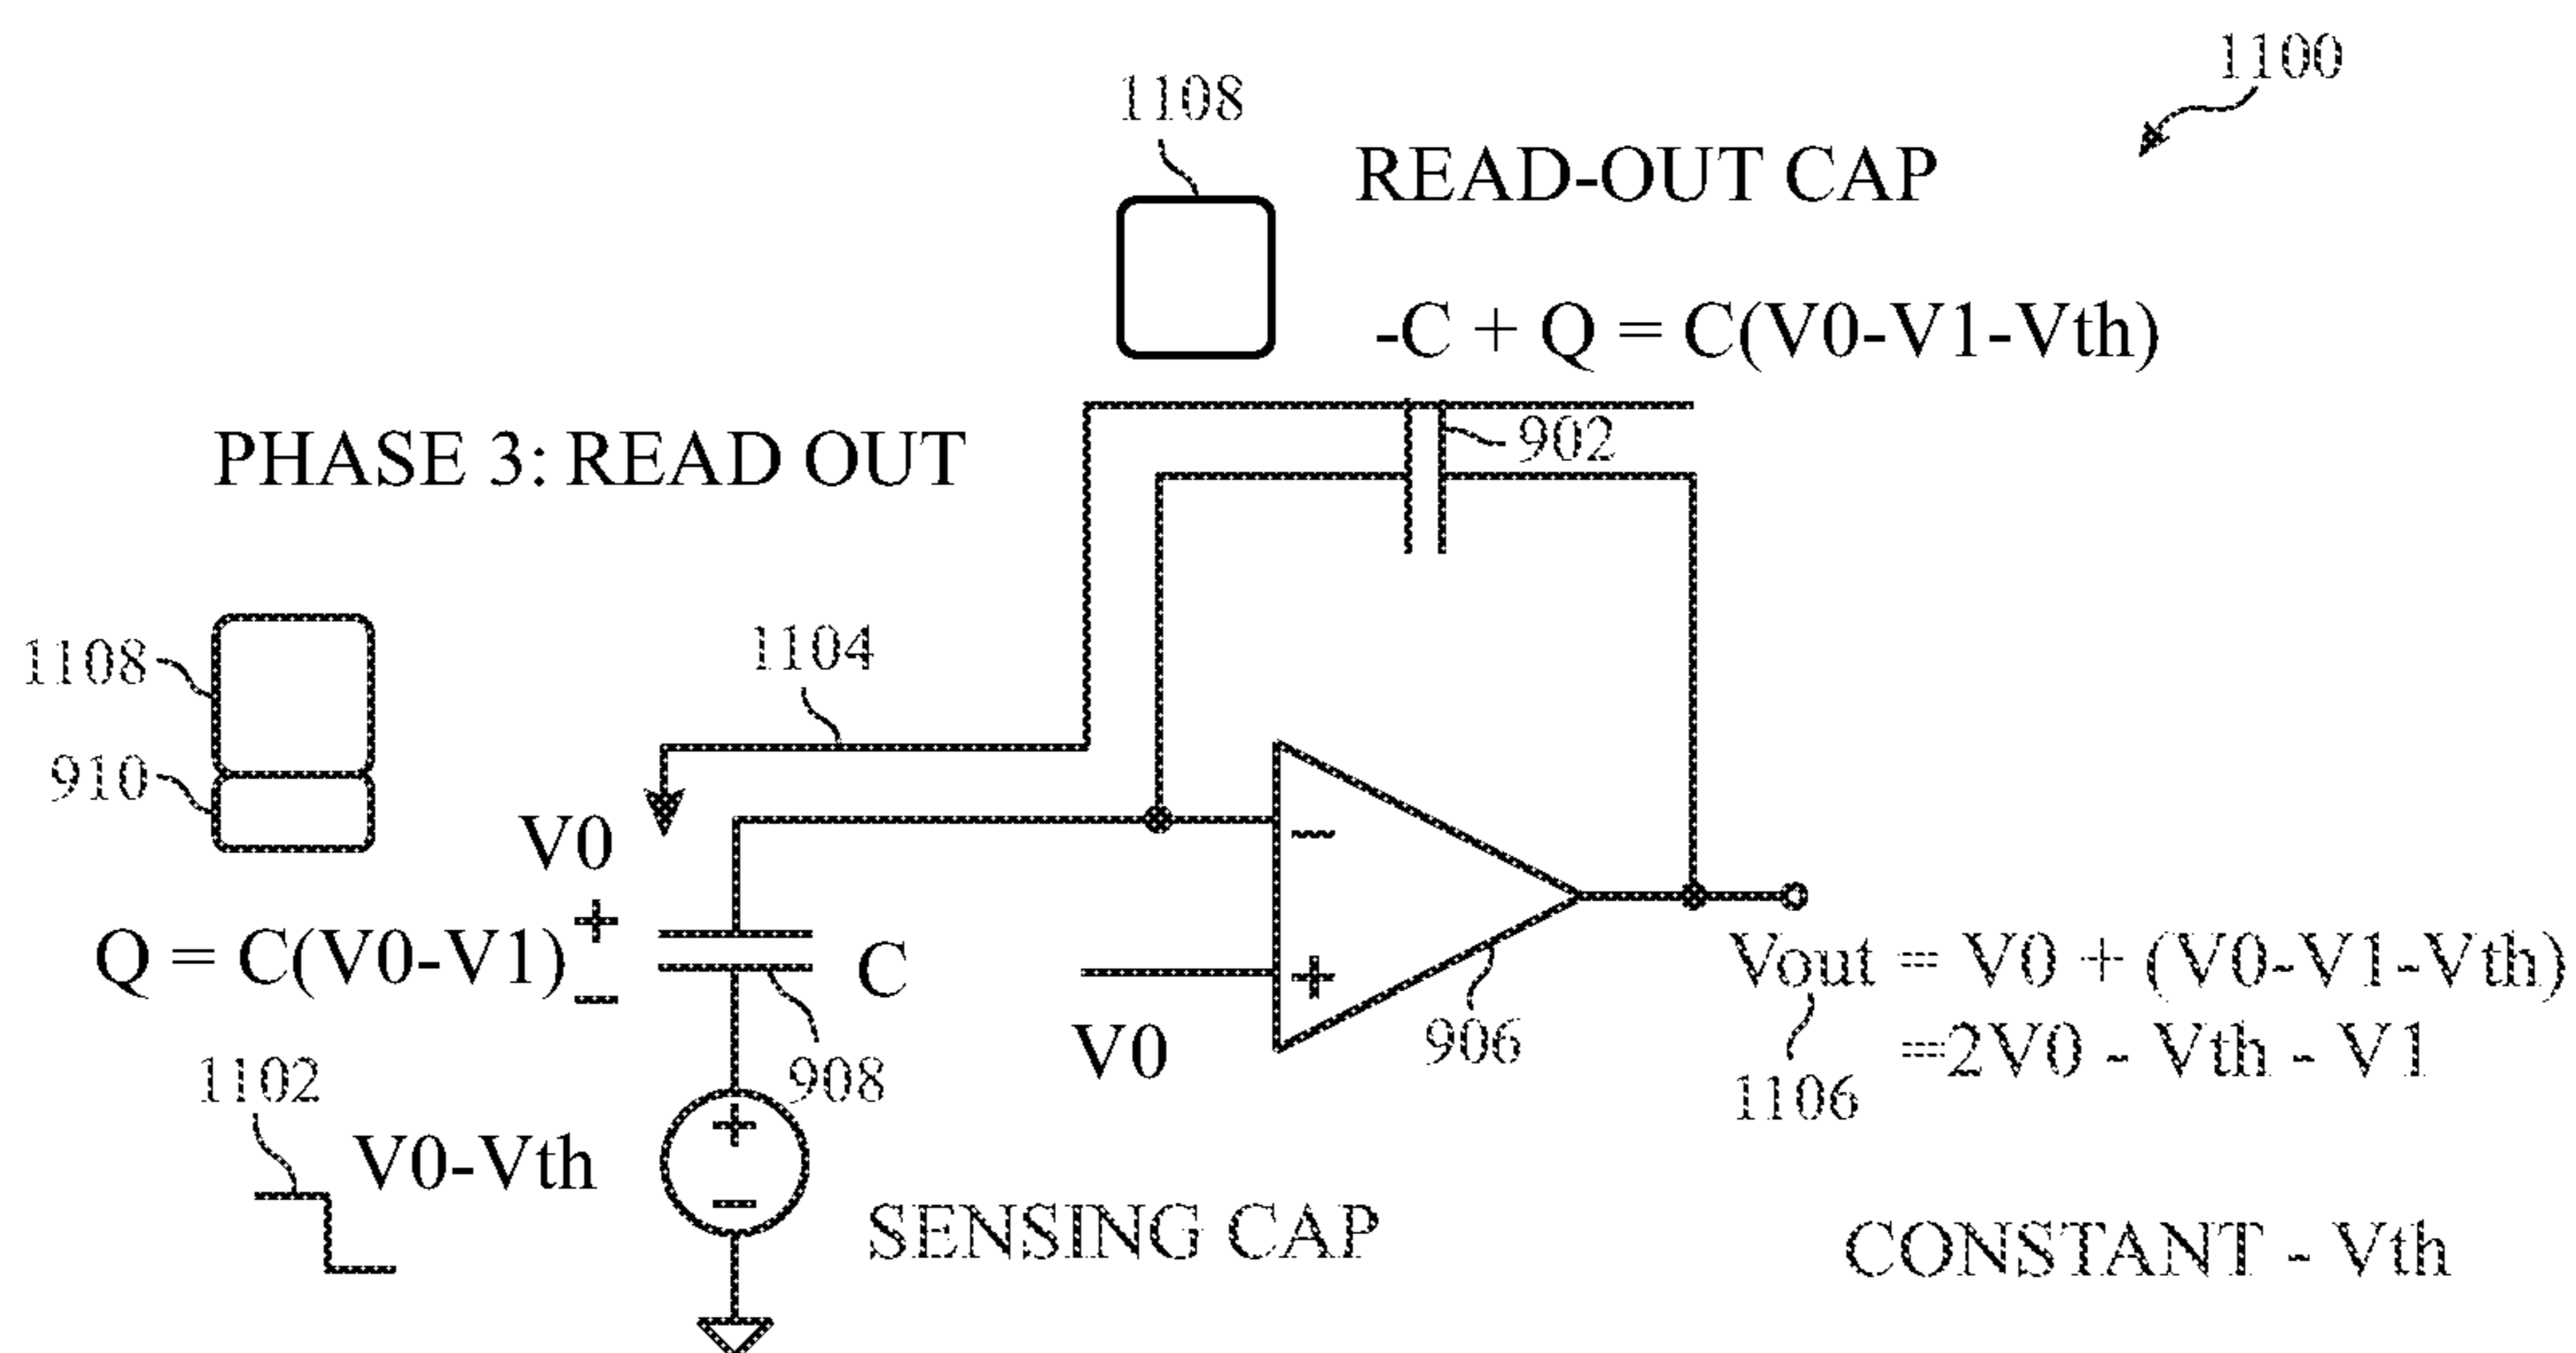 1100
1108
READ-OUT CAP
-C + Q = C(V0-V1-Vth)
902
PHASE 3: READ OUT
1108
1104
910
V0
+
−
Q = C(V0-V1)
−
C
+
V0
906
Vout = V0 + (V0-V1-Vth)
=2V0 - Vth - V1
1106
908
1102
V0-Vth
+
−
SENSING CAP
CONSTANT - Vth